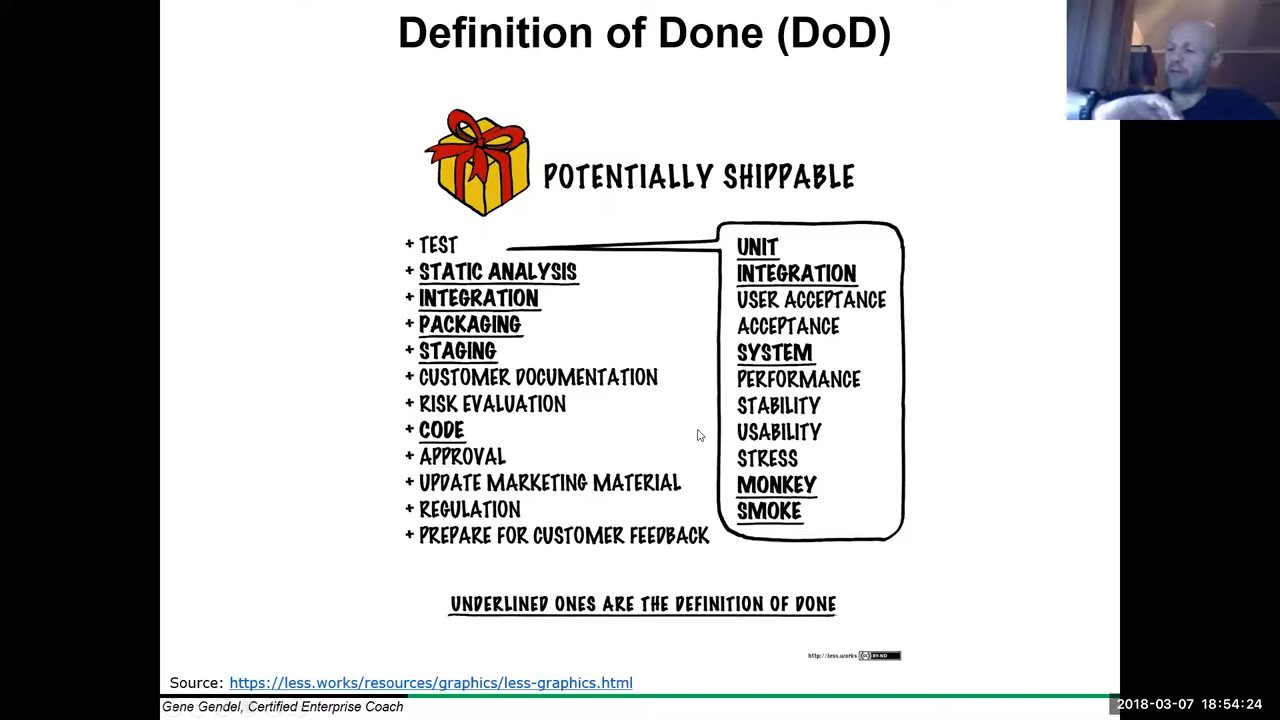 Definition of Done (DoD)
POTENTIALLY SHIPPABLE
+ TEST
+ STATIC ANALYSIS
+ INTEGRATION
+ PACKAGING
+ STAGING
+ CUSTOMER DOCUMENTATION
+ RISK EVALUATION
+ CODE
+ APPROVAL
+ UPDATE MARKETING MATERIAL
+ REGULATION
+ PREPARE FOR CUSTOMER FEEDBACK
UNIT
INTEGRATION
USER ACCEPTANCE
ACCEPTANCE
SYSTEM
PERFORMANCE
STABILITY
USABILITY
STRESS
MONKEY
SMOKE
UNDERLINED ONES ARE THE DEFINITION OF DONE
http://less.works CC BY-ND
Source: https://less.works/resources/graphics/less-graphics.html
Gene Gendel, Certified Enterprise Coach
2018-03-07 18:54:24